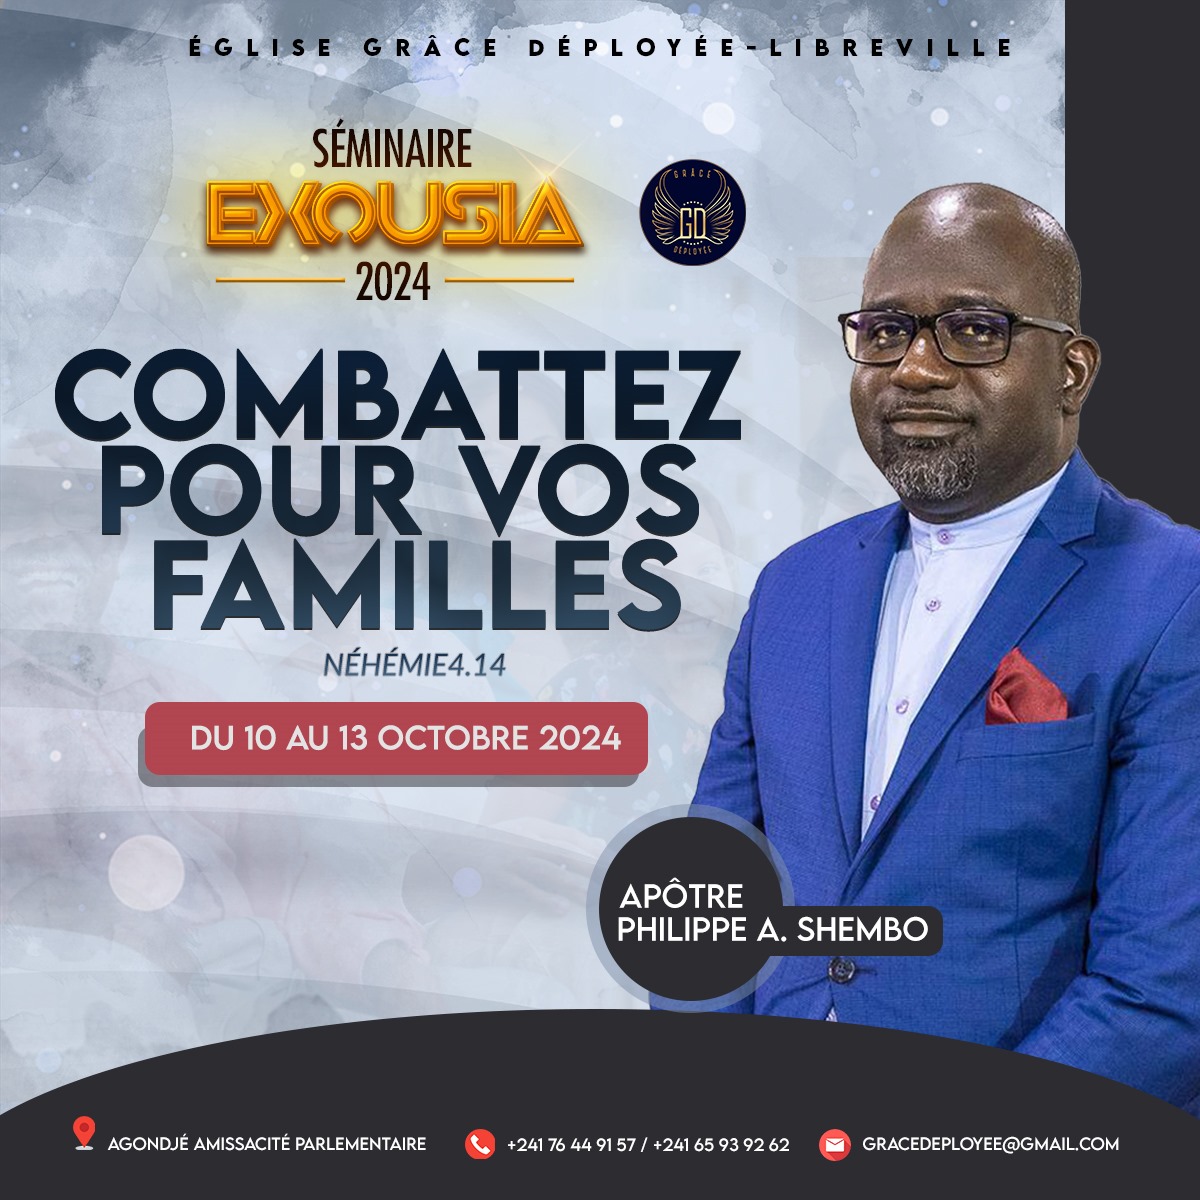 ÉGLISE GRÂCE DÉPLOYÉE-LIBREVILLE
SÉMINAIRE
EXOUSIA
2024
GRÂCE
GD
DÉPLOYÉE
COMBATTEZ
POUR VOS
FAMILLES
NÉHÉMIE4.14
DU 10 AU 13 OCTOBRE 2024
APÔTRE
PHILIPPE A. SHEMBO
AGONDJÉ AMISSACITÉ PARLEMENTAIRE
+241 76 44 91 57 / +241 65 93 92 62
GRACEDEPLOYEE@GMAIL.COM